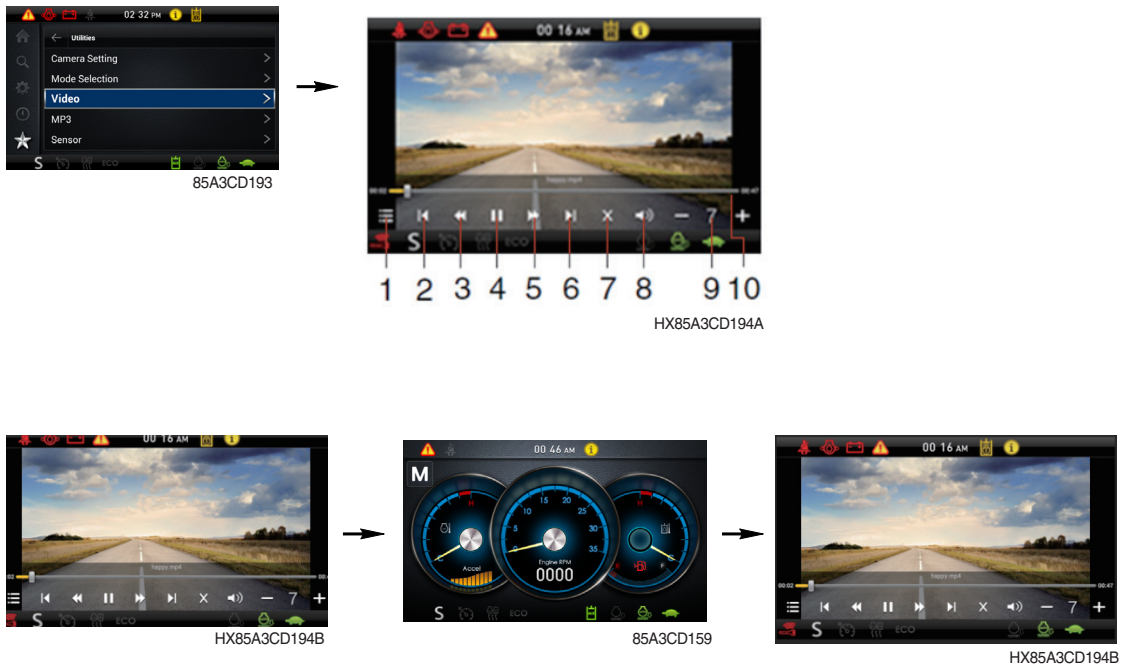 02 32 PM
Utilities
Camera Setting
Mode Selection
Video
MP3
Sensor
S ECO
85A3CD193
00 16 AM
happy.mp4
00:02 00:47
7
S ECO
1 2 3 4 5 6 7 8 9 10
HX85A3CD194A
00 16 AM
happy.mp4
7
S ECO
HX85A3CD194B
00 46 AM
M
H
C
Accel
0 5 10 15 20 25 30 35
Engine RPM
0000
H
C
E F
S ECO
85A3CD159
00 16 AM
happy.mp4
00:02 00:47
7
S ECO
HX85A3CD194B